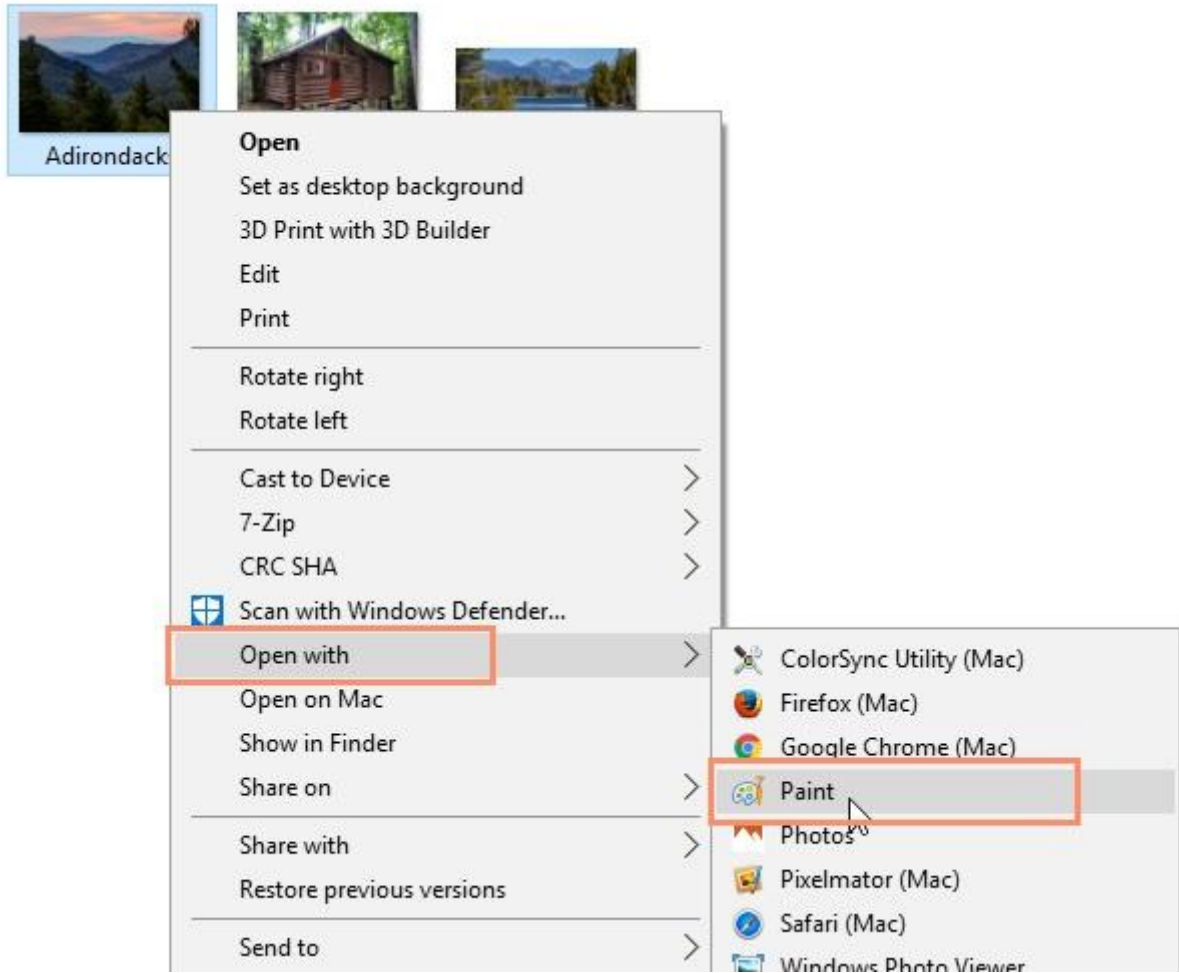 Adirondack
Open
Set as desktop background
3D Print with 3D Builder
Edit
Print
Rotate right
Rotate left
Cast to Device
7-Zip
CRC SHA
Scan with Windows Defender...
Open with
Open on Mac
Show in Finder
Share on
Share with
Restore previous versions
Send to
ColorSync Utility (Mac)
Firefox (Mac)
Google Chrome (Mac)
Paint
Photos
Pixelmator (Mac)
Safari (Mac)
Windows Photo Viewer